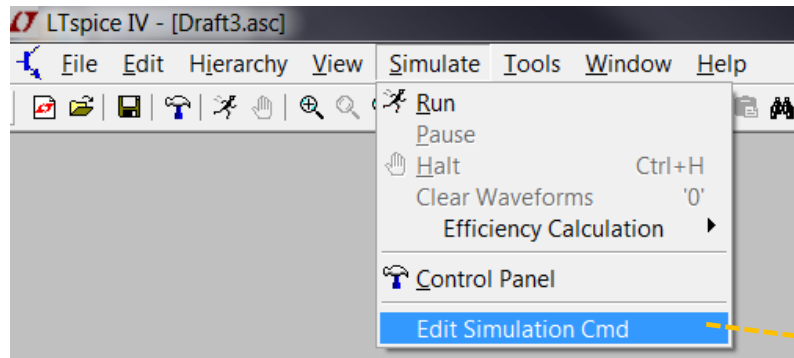 LTspice IV - [Draft3.asc]
File Edit Hierarchy View Simulate Tools Window Help
Run
Pause
Halt Ctrl+H
Clear Waveforms '0'
Efficiency Calculation
Control Panel
Edit Simulation Cmd